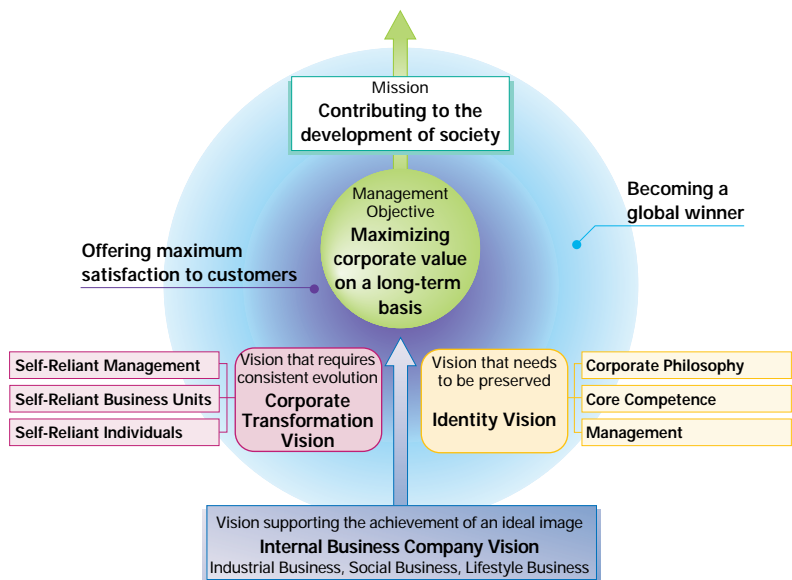 Mission
Contributing to the
development of society
Management
Objective
Maximizing
corporate value
on a long-term
basis
Becoming a
global winner
Offering maximum
satisfaction to customers
Self-Reliant Management
Self-Reliant Business Units
Self-Reliant Individuals
Vision that requires
consistent evolution
Corporate
Transformation
Vision
Vision that needs
to be preserved
Identity Vision
Corporate Philosophy
Core Competence
Management
Vision supporting the achievement of an ideal image
Internal Business Company Vision
Industrial Business, Social Business, Lifestyle Business